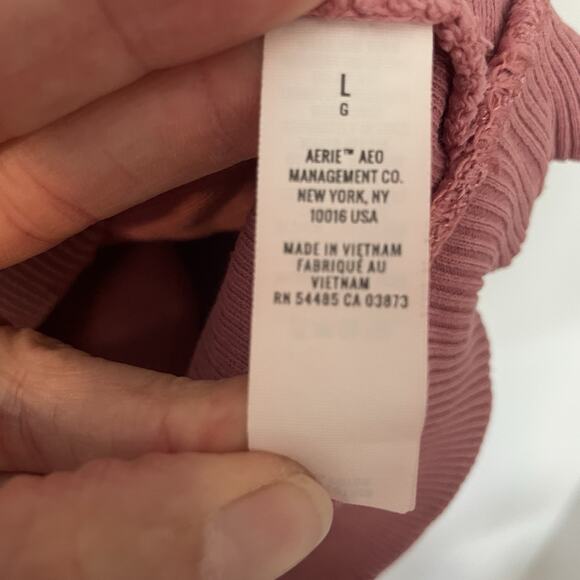 L
G
AERIE™ AEO
MANAGEMENT CO.
NEW YORK, NY
10016 USA
MADE IN VIETNAM
FABRIQUÉ AU
VIETNAM
RN 54485 CA 03873